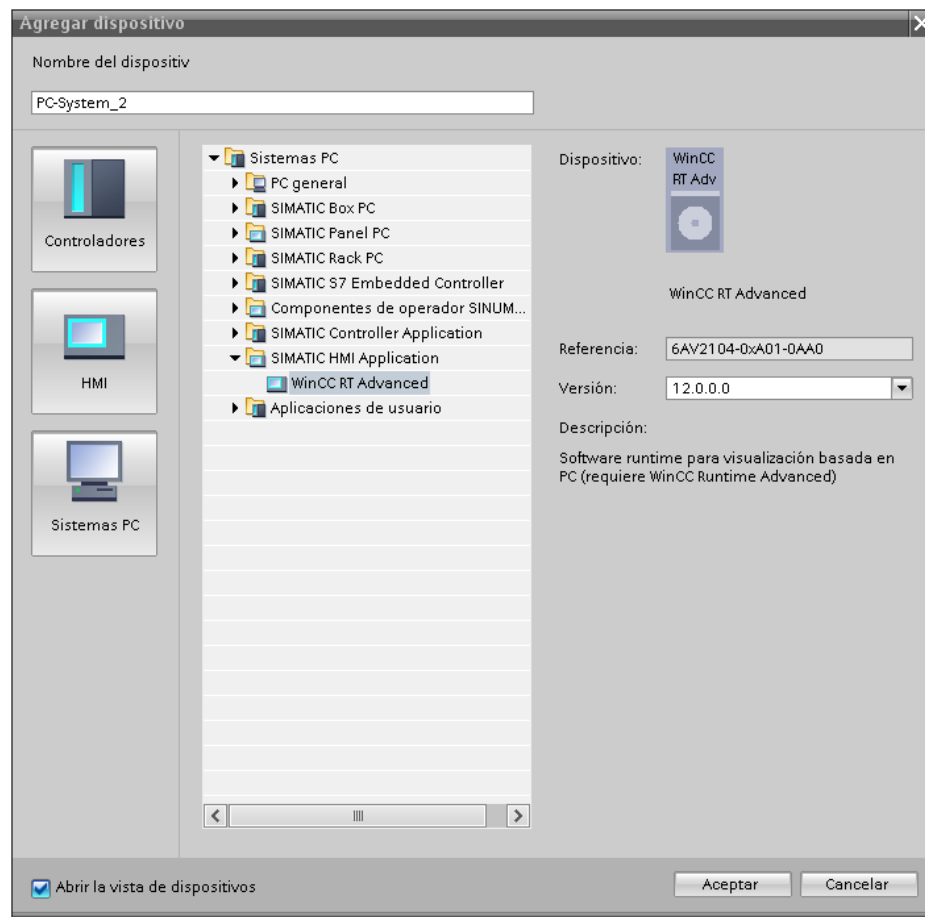 Agregar dispositivo
Nombre del dispositiv
PC-System_2
Controladores
HMI
Sistemas PC
Sistemas PC
PC general
SIMATIC Box PC
SIMATIC Panel PC
SIMATIC Rack PC
SIMATIC S7 Embedded Controller
Componentes de operador SINUM...
SIMATIC Controller Application
SIMATIC HMI Application
WinCC RT Advanced
Aplicaciones de usuario
Dispositivo:
WinCC
RT Adv
WinCC RT Advanced
Referencia: 6AV2104-0xA01-0AA0
Versión: 12.0.0.0
Descripción:
Software runtime para visualización basada en
PC (requiere WinCC Runtime Advanced)
Abrir la vista de dispositivos
Aceptar
Cancelar